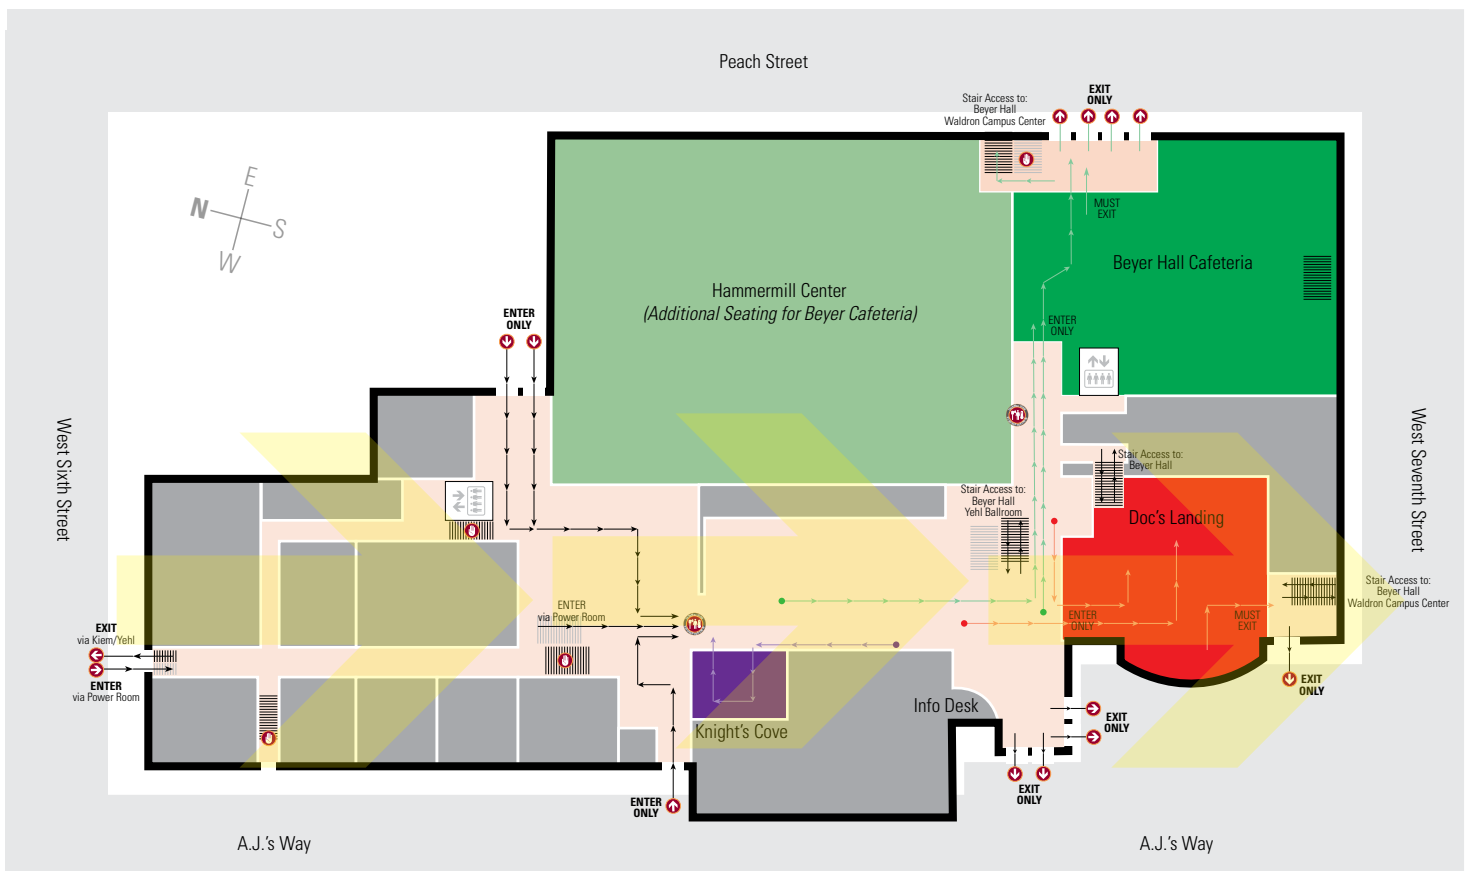 Peach Street
Stair Access to:
Beyer Hall
Waldron Campus Center
EXIT
ONLY
E
N
S
W
MUST
EXIT
Beyer Hall Cafeteria
Hammermill Center
(Additional Seating for Beyer Cafeteria)
ENTER
ONLY
ENTER
ONLY
West Sixth Street
West Seventh Street
Stair Access to:
Beyer Hall
Stair Access to:
Beyer Hall
Yehl Ballroom
Doc's Landing
Stair Access to:
Beyer Hall
Waldron Campus Center
ENTER
via Power Room
ENTER
ONLY
MUST
EXIT
EXIT
via Kiem/Yehl
ENTER
via Power Room
EXIT
ONLY
Info Desk
Knight's Cove
EXIT
ONLY
EXIT
ONLY
ENTER
ONLY
A.J.'s Way
A.J.'s Way